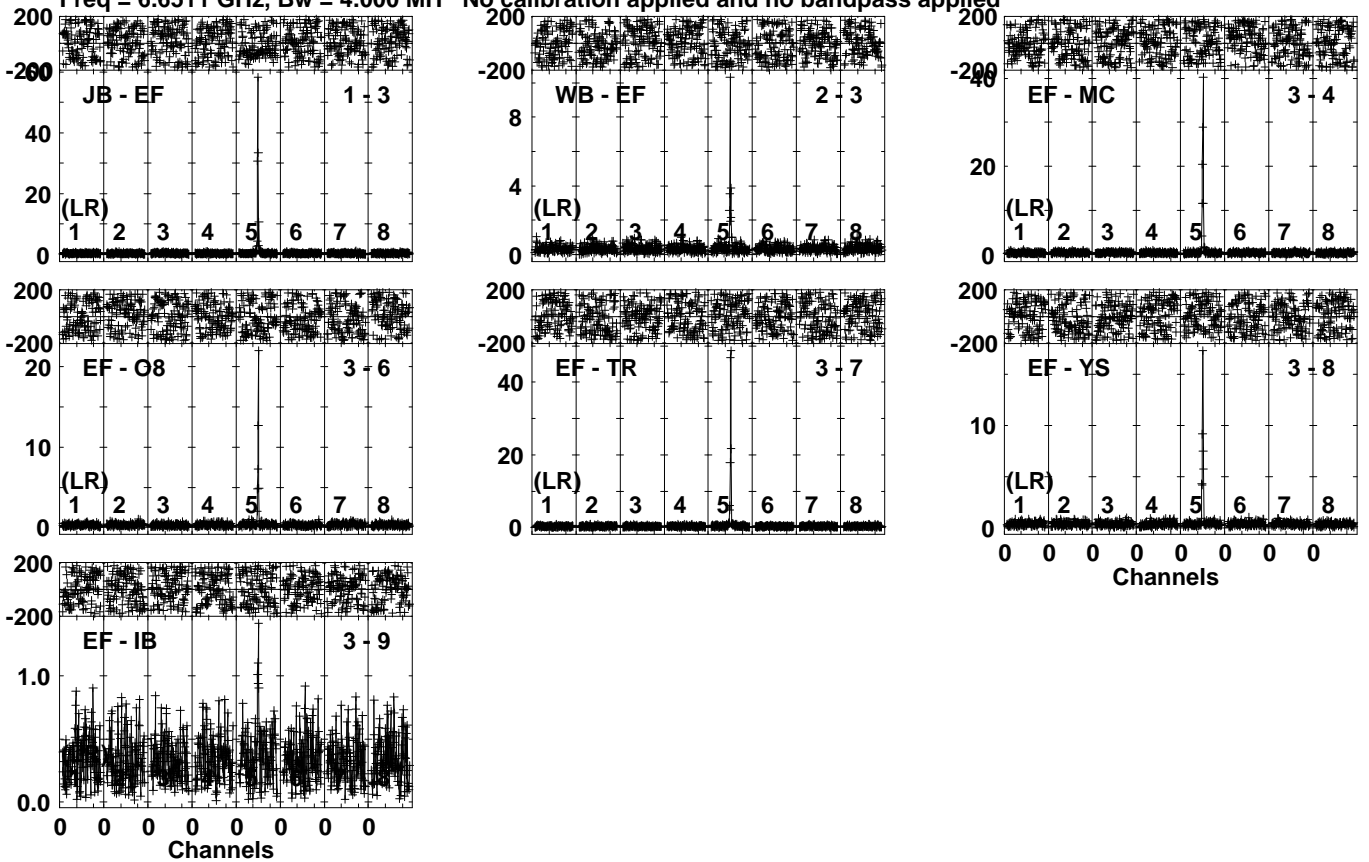 Freq = 6.6511 GHz, Bw = 4.000 MH No calibration applied and no bandpass applied
200
-200
60
40
20
0
JB - EF 1 - 3
(LR)
1 2 3 4 5 6 7 8
200
-200
8
4
0
WB - EF 2 - 3
(LR)
1 2 3 4 5 6 7 8
200
-200
40
20
0
EF - MC 3 - 4
(LR)
1 2 3 4 5 6 7 8
200
-200
20
10
0
EF - O8 3 - 6
(LR)
1 2 3 4 5 6 7 8
200
-200
40
20
0
EF - TR 3 - 7
(LR)
1 2 3 4 5 6 7 8
200
-200
10
0
EF - YS 3 - 8
(LR)
1 2 3 4 5 6 7 8
0 0 0 0 0 0 0 0
Channels
200
-200
1.0
0.0
EF - IB 3 - 9
0 0 0 0 0 0 0 0
Channels